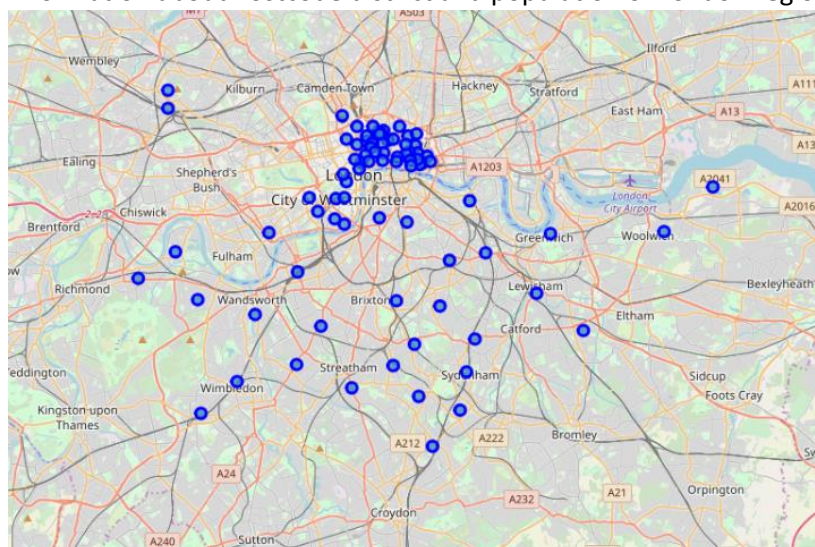 M1
A503
Ilford
Wembley
Kilburn
Camden Town
Hackney
Stratford
A111
East Ham
A13
A13
Ealing
Shepherd's
Bush
London
A1203
A2041
City of Westminster
London
City Airport
A2016
Chiswick
Brentford
Greenwich
Woolwich
Fulham
Richmond
Wandsworth
Brixton
Lewisham
Bexleyheath
Eltham
Catford
Streatham
Sydenham
Sidcup
Foots Cray
Wimbledon
Kingston upon
Thames
A212
A222
Bromley
A24
A232
A21
Orpington
Croydon
A240
Sutton